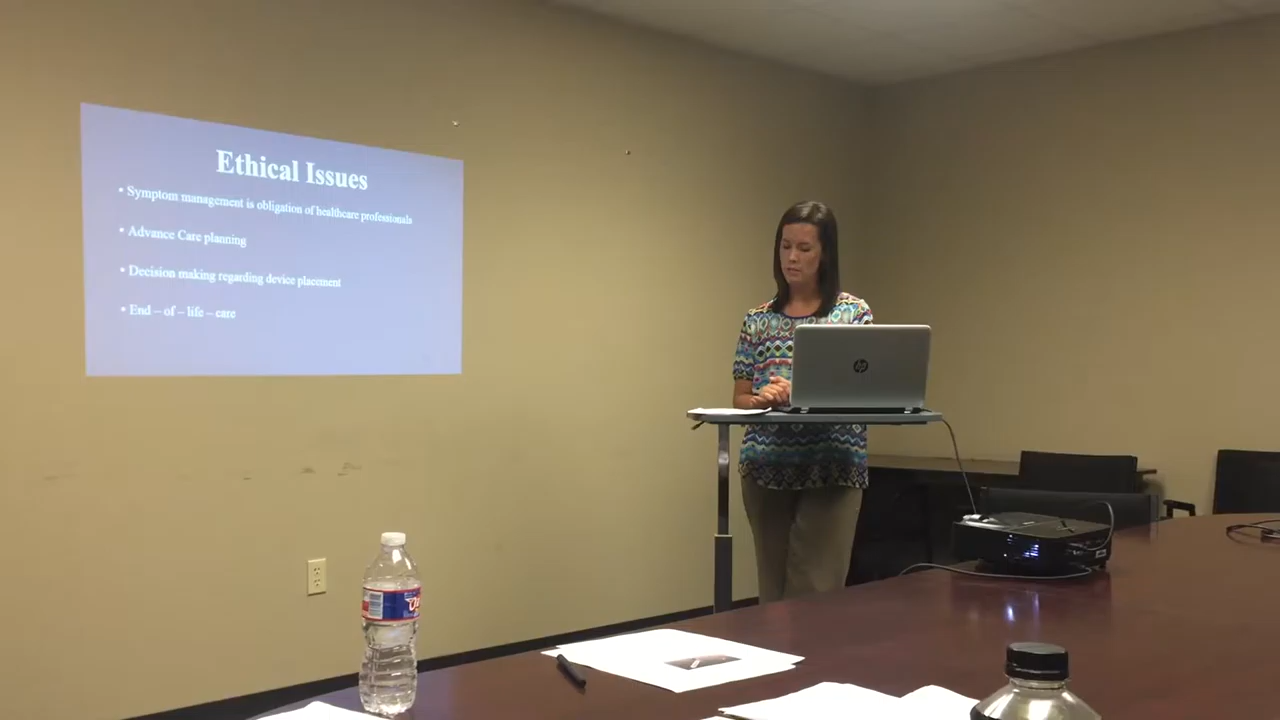 Ethical Issues
• Symptom management is obligation of healthcare professionals
• Advance Care planning
• Decision making regarding device placement
• End – of – life – care
hp